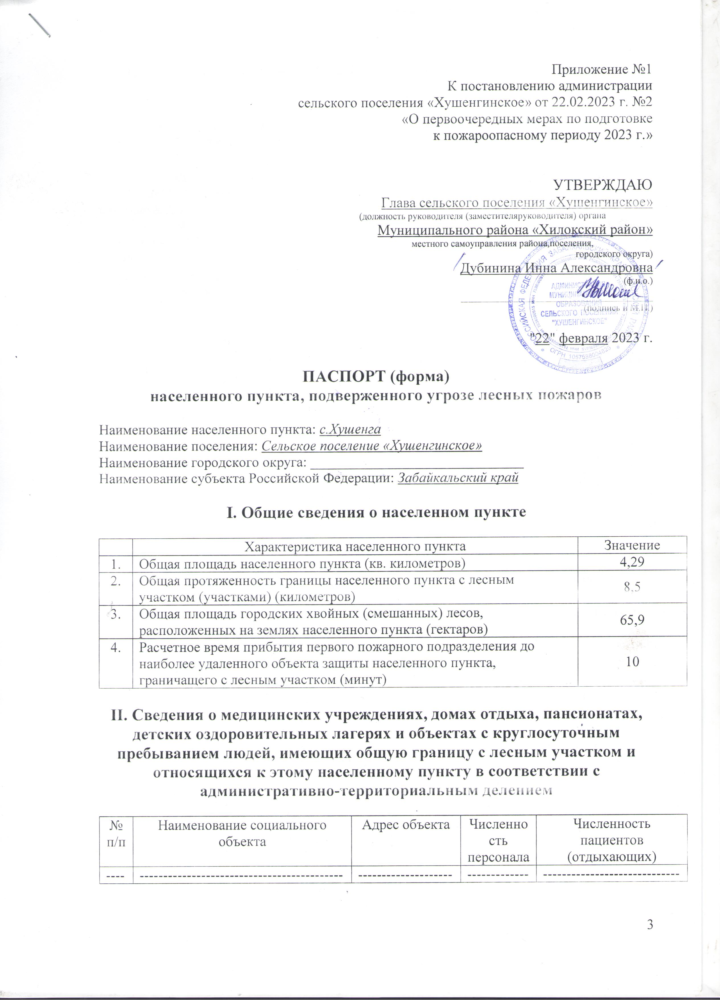 Приложение №1
К постановлению администрации
сельского поселения «Хушенгинское» от 22.02.2023 г. №2
«О первоочередных мерах по подготовке
к пожароопасному периоду 2023 г.»
УТВЕРЖДАЮ
Глава сельского поселения «Хушенгинское»
(должность руководителя (заместителяруководителя) органа
Муниципального района «Хилокский район»
местного самоуправления района,поселения,
городского округа)
Дубинина Инна Александровна
(ф.и.о.)
(подпись и М.П.)
РОССИЙСКАЯ ФЕДЕРАЦИЯ ЗАБАЙКАЛЬСКИЙ КРАЙ
МУНИЦИПАЛЬНОГО
ОБРАЗОВАНИЯ
СЕЛЬСКОГО ПОСЕЛЕНИЯ
"ХУШЕНГИНСКОЕ"
ОГРН 1057538004820
"22" февраля 2023 г.
ПАСПОРТ (форма)
населенного пункта, подверженного угрозе лесных пожаров
Наименование населенного пункта: с.Хушенга
Наименование поселения: Сельское поселение «Хушенгинское»
Наименование городского округа: ______________________________
Наименование субъекта Российской Федерации: Забайкальский край
I. Общие сведения о населенном пункте
Характеристика населенного пункта Значение
1. Общая площадь населенного пункта (кв. километров) 4,29
2. Общая протяженность границы населенного пункта с лесным
участком (участками) (километров) 8,5
3. Общая площадь городских хвойных (смешанных) лесов,
расположенных на землях населенного пункта (гектаров) 65,9
4. Расчетное время прибытия первого пожарного подразделения до
наиболее удаленного объекта защиты населенного пункта,
граничащего с лесным участком (минут) 10
II. Сведения о медицинских учреждениях, домах отдыха, пансионатах,
детских оздоровительных лагерях и объектах с круглосуточным
пребыванием людей, имеющих общую границу с лесным участком и
относящихся к этому населенному пункту в соответствии с
административно-территориальным делением
№
п/п
Наименование социального
объекта
Адрес объекта
Численно
сть
персонала
Численность
пациентов
(отдыхающих)
---- ------------------------------------------- -------------------- ------------- -----------------------------
3